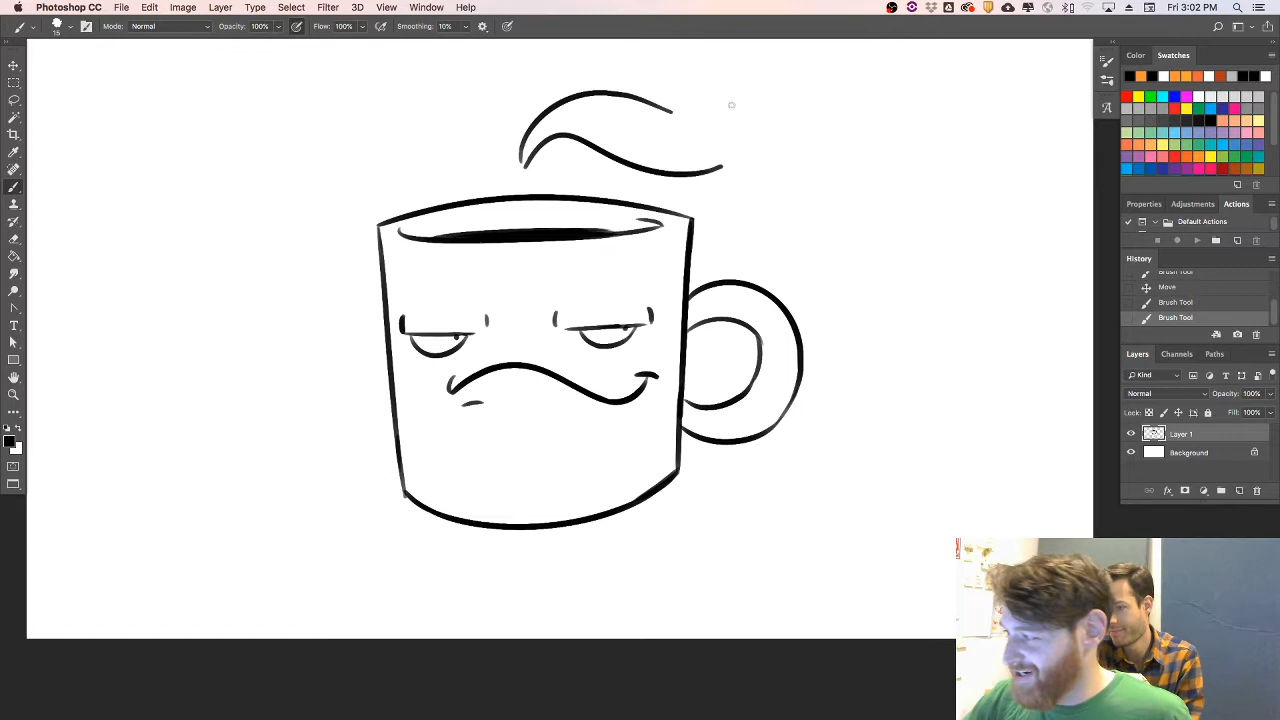 Photoshop CC File Edit Image Layer Type Select Filter 3D View Window Help Fri 3:02 PM
15 Mode: Normal Opacity: 100% Flow: 100% Smoothing: 10%
Color Swatches
Properties Adjustments Actions
Default Actions
History
Brush Tool
Move
Brush Tool
Brush Tool
Layers Channels Paths
Kind
Normal Opacity: 100%
Lock: Fill: 100%
Layer 1
Background
fx